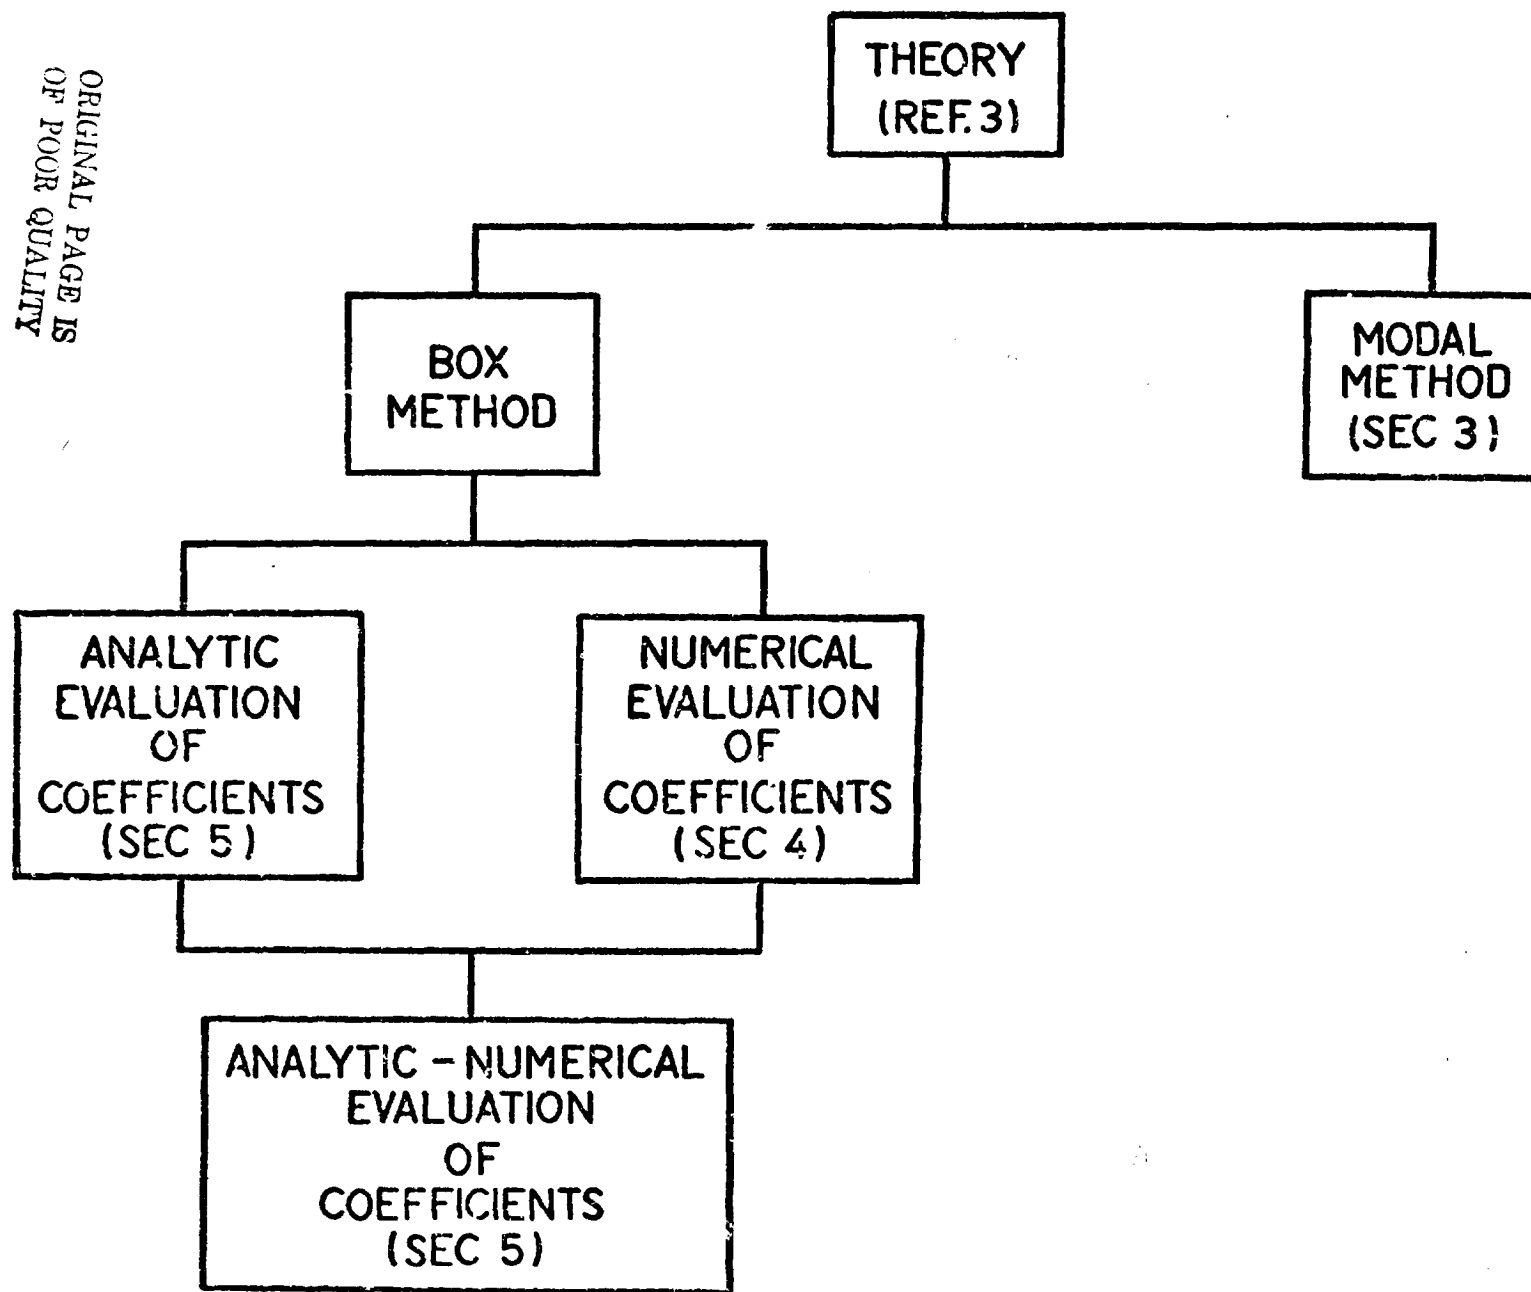 THEORY
(REF. 3)
ORIGINAL PAGE IS
OF POOR QUALITY
BOX
METHOD
MODAL
METHOD
(SEC 3)
ANALYTIC
EVALUATION
OF
COEFFICIENTS
(SEC 5)
NUMERICAL
EVALUATION
OF
COEFFICIENTS
(SEC 4)
ANALYTIC - NUMERICAL
EVALUATION
OF
COEFFICIENTS
(SEC 5)